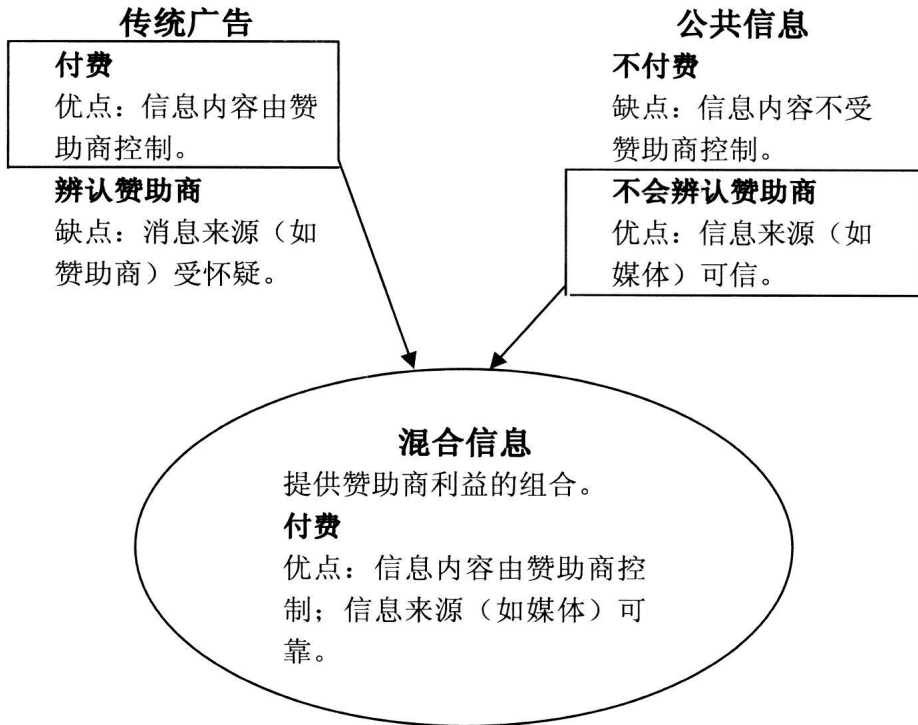 传统广告
付费
优点：信息内容由赞
助商控制。
辨认赞助商
缺点：消息来源（如
赞助商）受怀疑。
公共信息
不付费
缺点：信息内容不受
赞助商控制。
不会辨认赞助商
优点：信息来源（如
媒体）可信。
混合信息
提供赞助商利益的组合。
付费
优点：信息内容由赞助商控
制；信息来源（如媒体）可
靠。